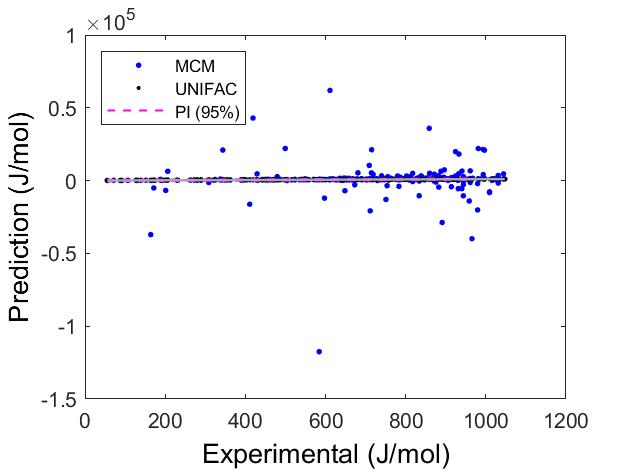 ×10^5
1
0.5
0
-0.5
-1
-1.5
0 200 400 600 800 1000 1200
Prediction (J/mol)
Experimental (J/mol)
MCM
UNIFAC
PI (95%)